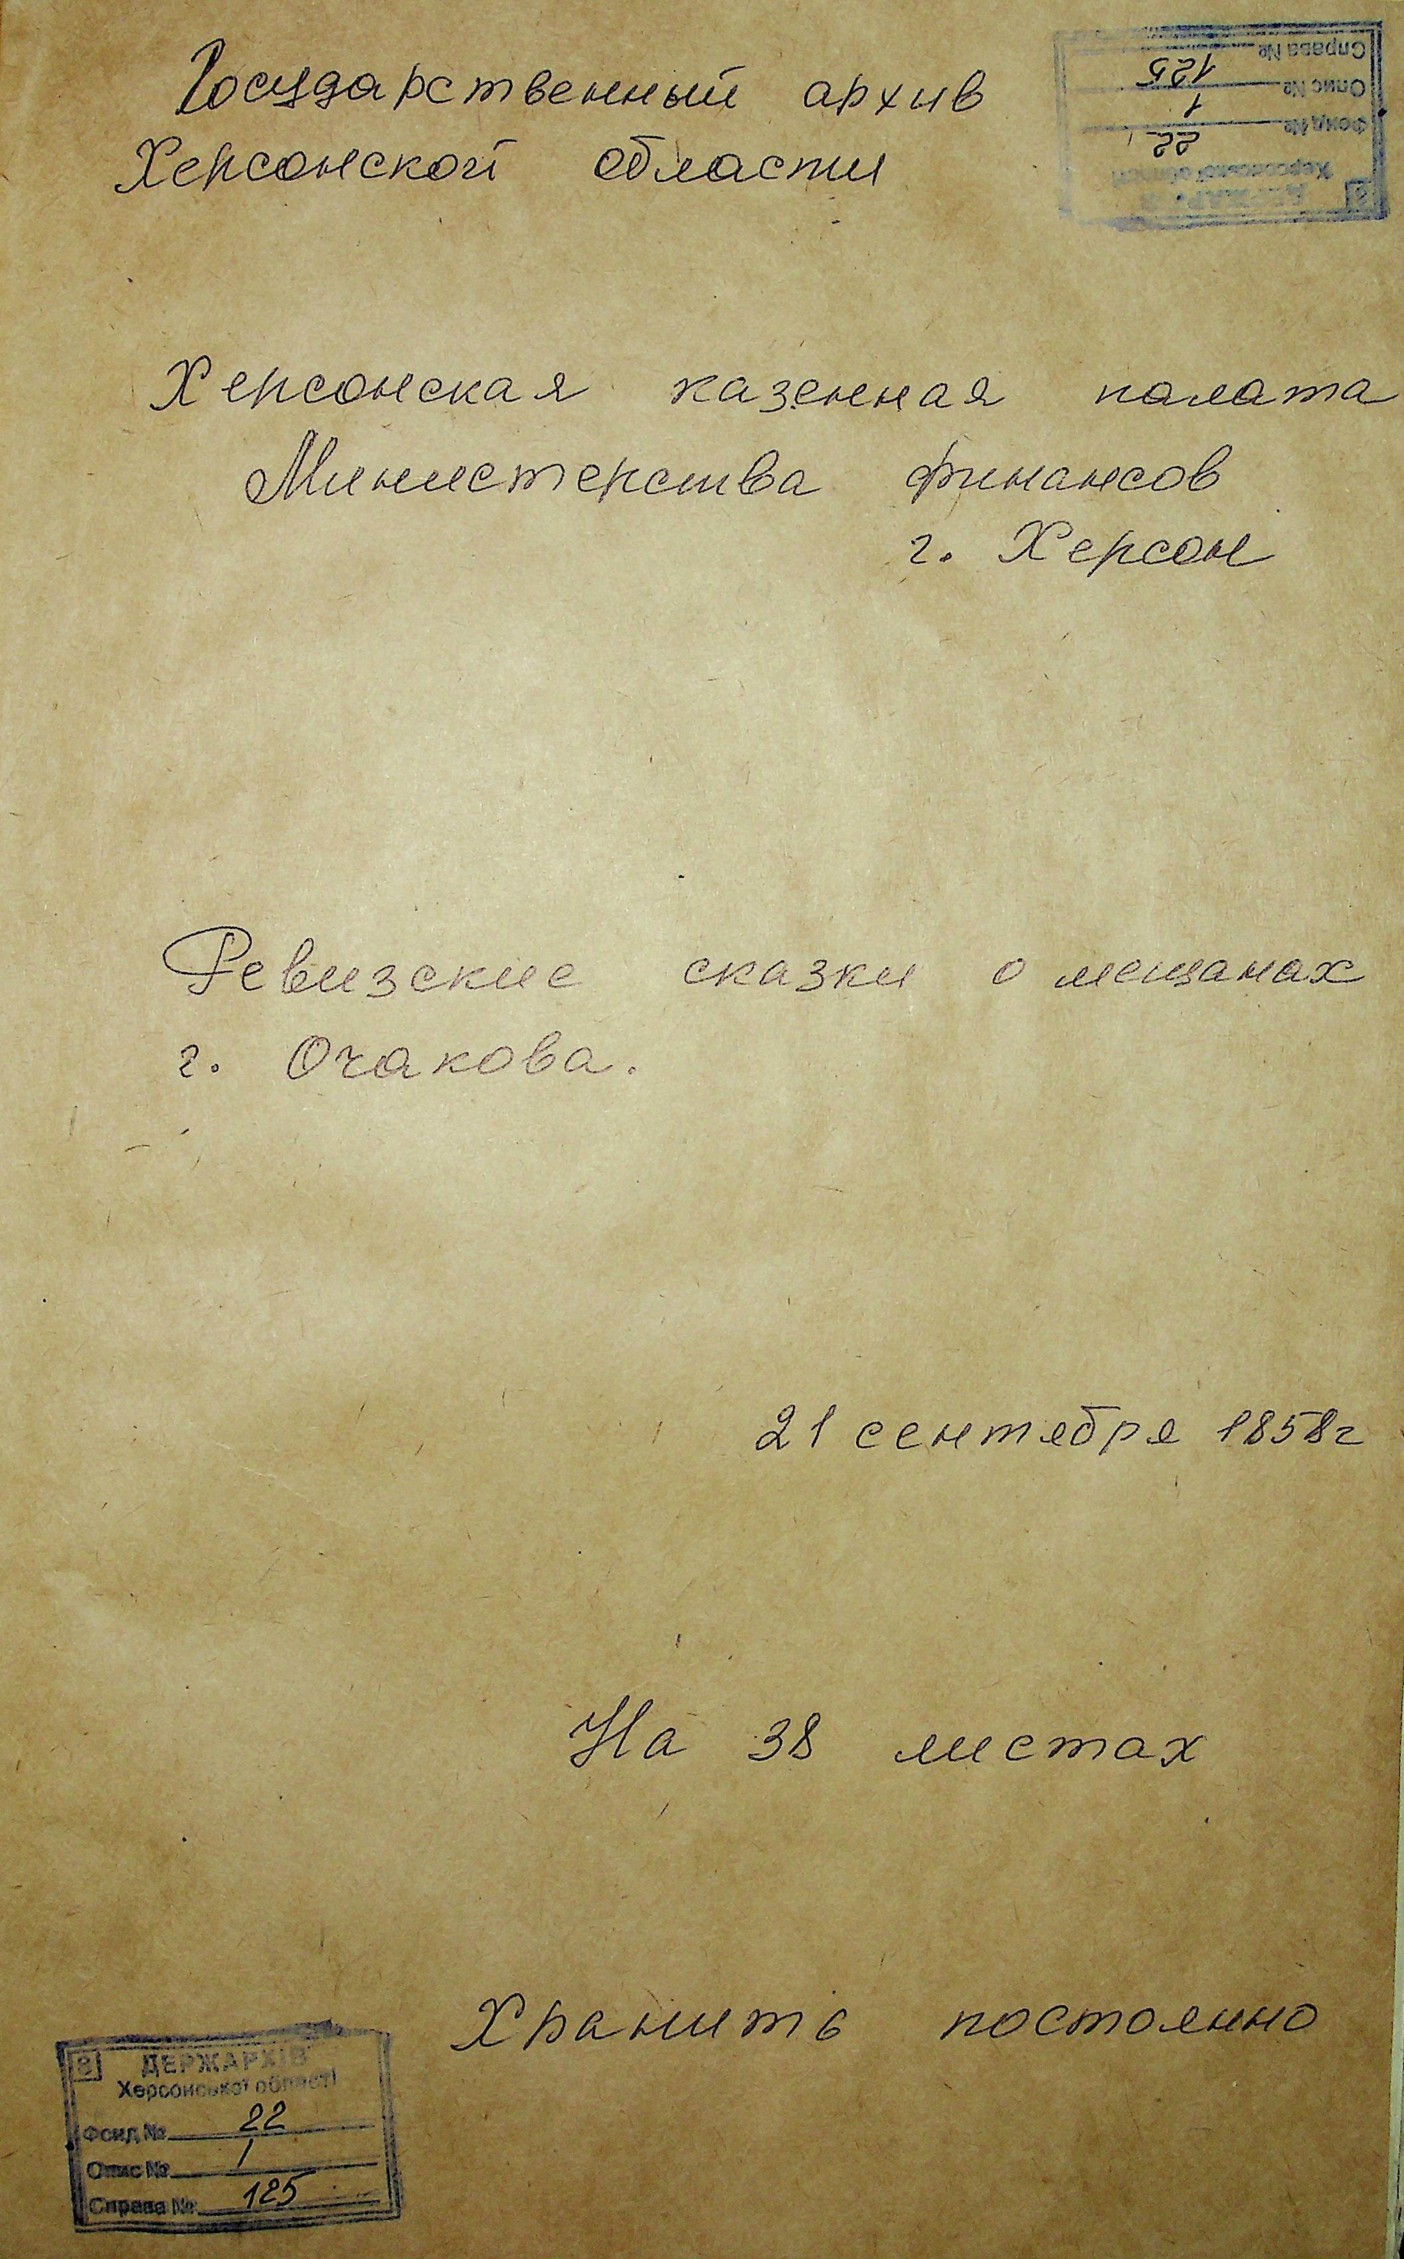 Государственный архив
Херсонской области
ДЕРЖАРХІВ
Херсонської області
Фонд № 22
Опис № 1
Справа № 125
Херсонская казенная палата
Министерства финансов
г. Херсон
Ревизские сказки о мещанах
г. Очакова.
21 сентября 1858г
На 38 листах
Хранить постоянно
ДЕРЖАРХІВ
Херсонської області
Фонд № 22
Опис № 1
Справа № 125